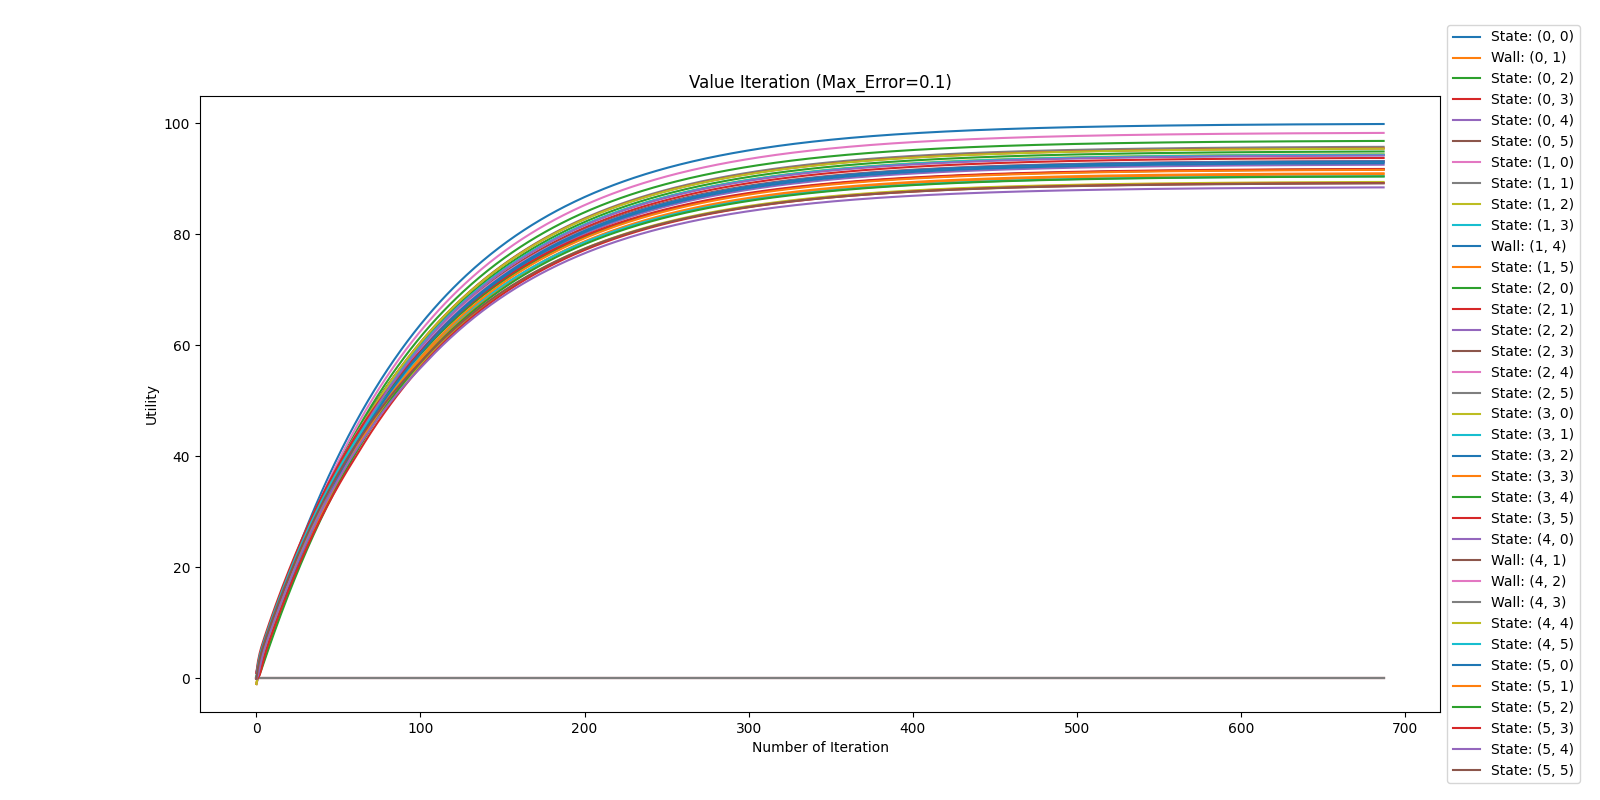 Value Iteration (Max_Error=0.1)
Utility
100
80
60
40
20
0
0
100
200
300
400
500
600
700
Number of Iteration
State: (0, 0)
Wall: (0, 1)
State: (0, 2)
State: (0, 3)
State: (0, 4)
State: (0, 5)
State: (1, 0)
State: (1, 1)
State: (1, 2)
State: (1, 3)
Wall: (1, 4)
State: (1, 5)
State: (2, 0)
State: (2, 1)
State: (2, 2)
State: (2, 3)
State: (2, 4)
State: (2, 5)
State: (3, 0)
State: (3, 1)
State: (3, 2)
State: (3, 3)
State: (3, 4)
State: (3, 5)
State: (4, 0)
Wall: (4, 1)
Wall: (4, 2)
Wall: (4, 3)
State: (4, 4)
State: (4, 5)
State: (5, 0)
State: (5, 1)
State: (5, 2)
State: (5, 3)
State: (5, 4)
State: (5, 5)